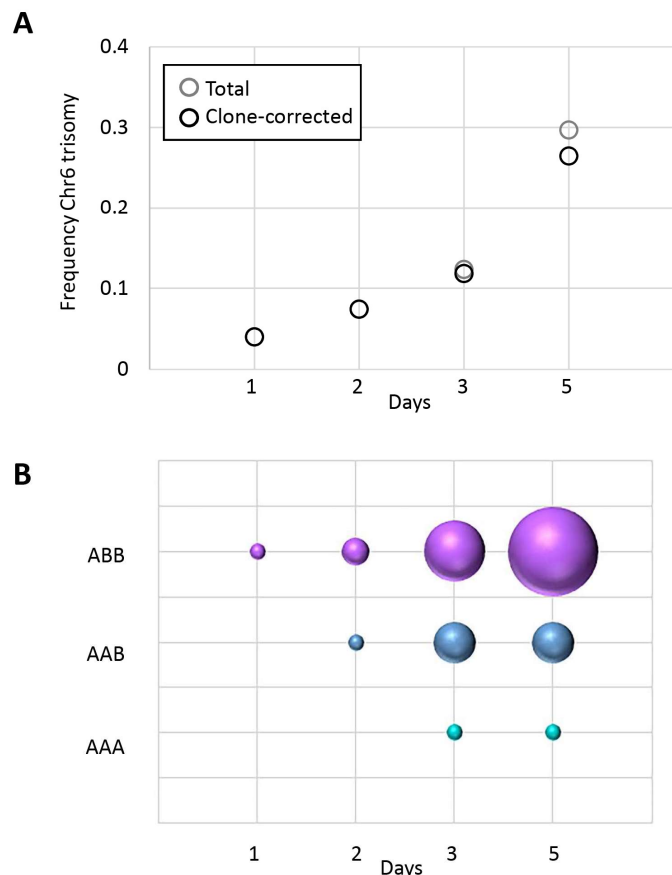 A
0.4
0.3
0.2
0.1
0
Frequency Chr6 trisomy
Total
Clone-corrected
1 2 3 5
Days
B
ABB
AAB
AAA
1 2 3 5
Days